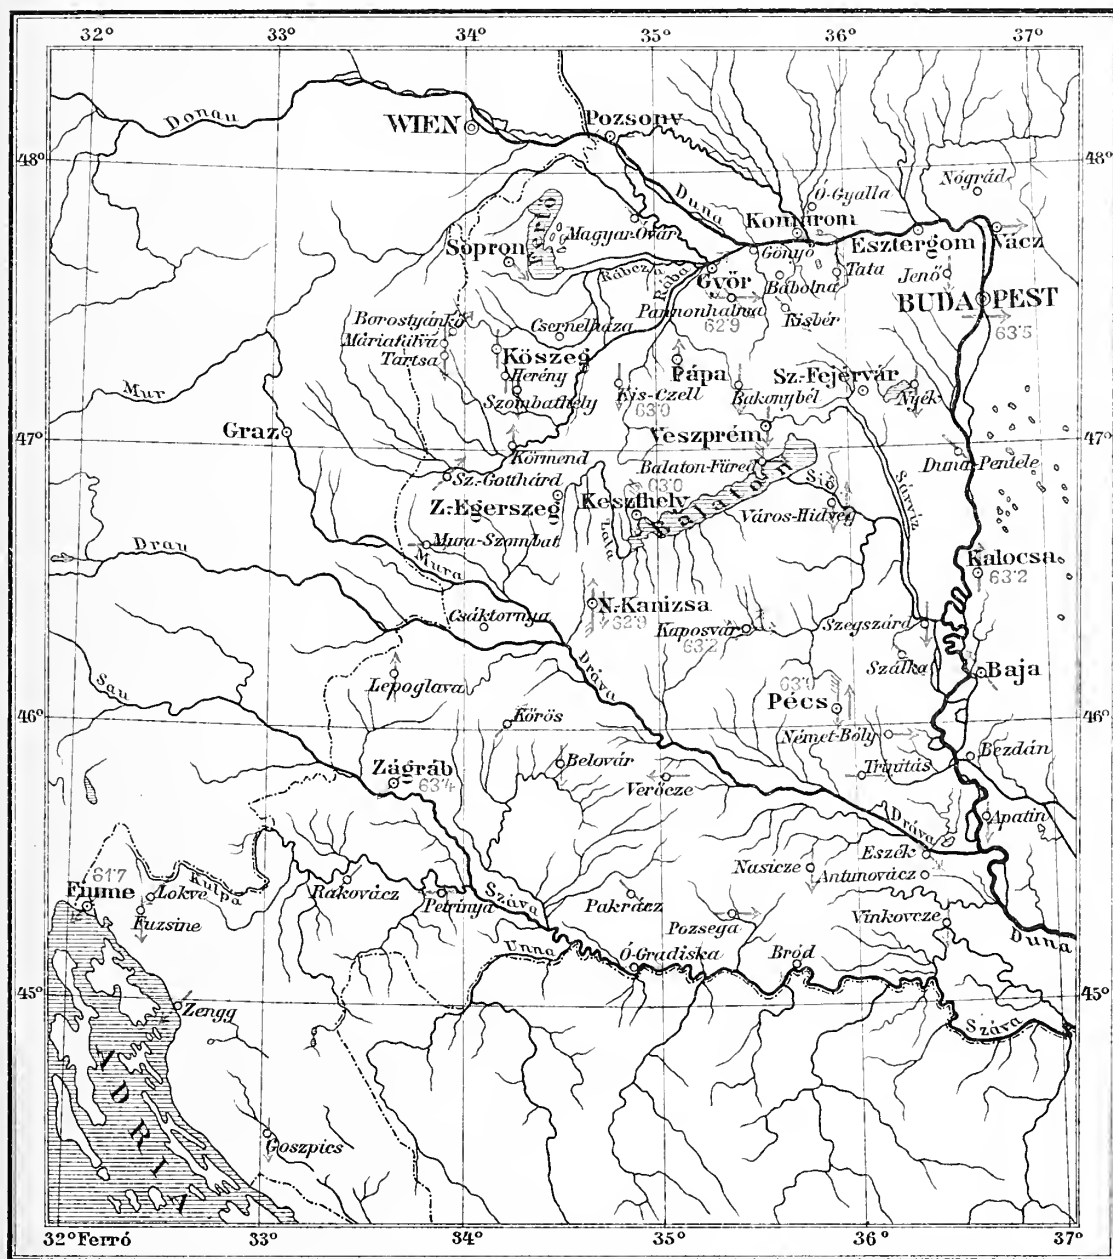 32° 33° 34° 35° 36° 37°
Donau
WIEN
Pozsony
48° 48°
Nógrád
Ó-Gyalla
Duna
Komárom
Fertő
Magyar-Óvár
Sopron
Esztergom
Nácz
Gönyő
Tata
Jenő
Rába
Győr
Bábolna
BUDAPEST
Pannonhalma
62'9
Kisbér
63'5
Borostyánkő
Máriafalva
Tartsa
Csernelháza
Kőszeg
Herény
Szombathely
Pápa
Kis-Czell
63'0
Bakonybél
Sz.-Fejérvár
Nyék
Mur
Graz
47° 47°
Veszprém
Körmend
Balaton-Füred
63'0
Duna-Pentele
Sz.-Gotthárd
Z.-Egerszeg
Keszthely
Balaton
Sió
Sárvíz
Város-Hidvég
Mura-Szombat
Drau
Mura
Kalocsa
63'2
Csáktornya
N.-Kanizsa
62'9
Kaposvár
63'2
Szegszárd
Szálka
Baja
Sau
Lepoglava
Dráva
Pécs
46° 46°
Kőrös
Német-Bóly
Bezdán
Zágráb
63'4
Belovár
Verőcze
Trinitás
Apatin
Dráva
Eszék
Antunovácz
61'7
Fiume
Lokve
Fuzsine
Kulpa
Rakovácz
Petrinya
Száva
Pakrácz
Nasicze
Pozsega
Vinkovcze
Unna
Ó-Gradiska
Bród
Duna
45° 45°
Zengg
Száva
ADRIA
Goszpics
32° Ferró 33° 34° 35° 36° 37°